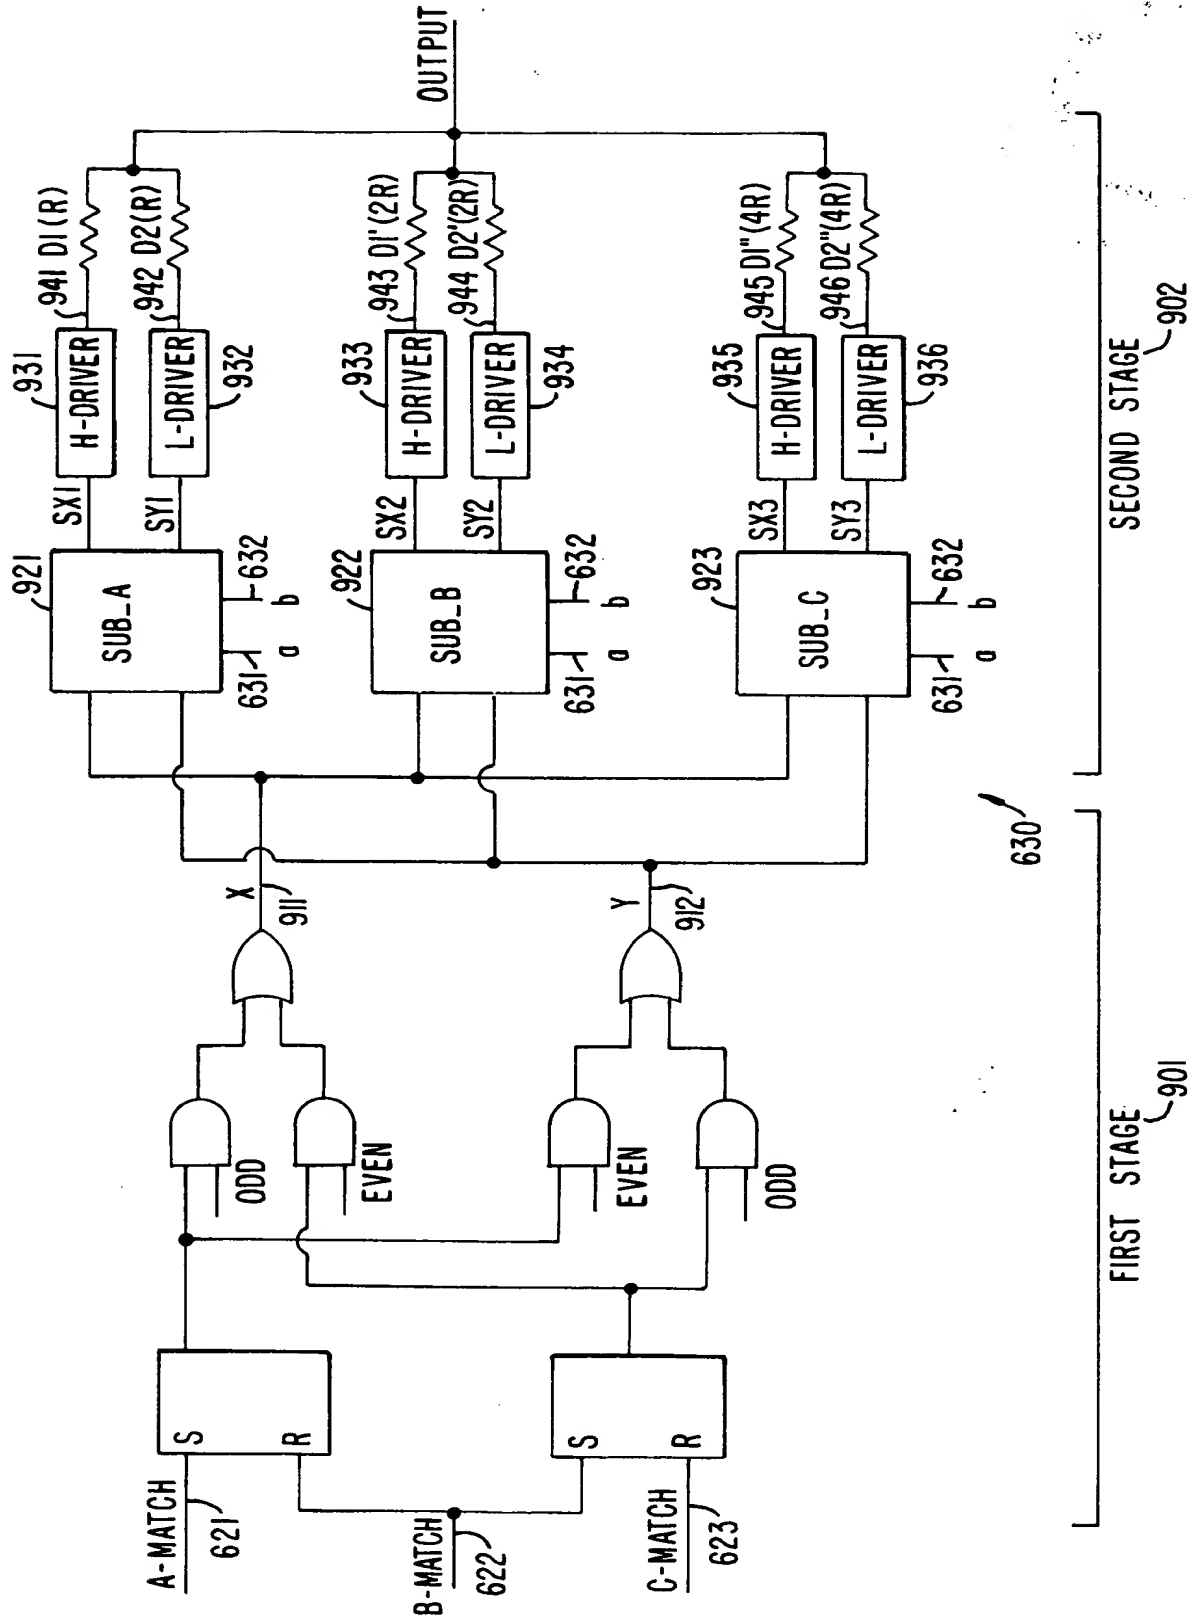 A-MATCH
621
B-MATCH
622
C-MATCH
623
S
R
S
R
ODD
EVEN
EVEN
ODD
X
911
Y
912
921
SUB_A
631
a
632
b
922
SUB_B
631
a
632
b
923
SUB_C
631
a
632
b
SX1
SY1
SX2
SY2
SX3
SY3
931
H-DRIVER
L-DRIVER
932
933
H-DRIVER
L-DRIVER
934
935
H-DRIVER
L-DRIVER
936
941 D1(R)
942 D2(R)
943 D1'(2R)
944 D2'(2R)
945 D1"(4R)
946 D2"(4R)
OUTPUT
630
FIRST STAGE
901
SECOND STAGE
902